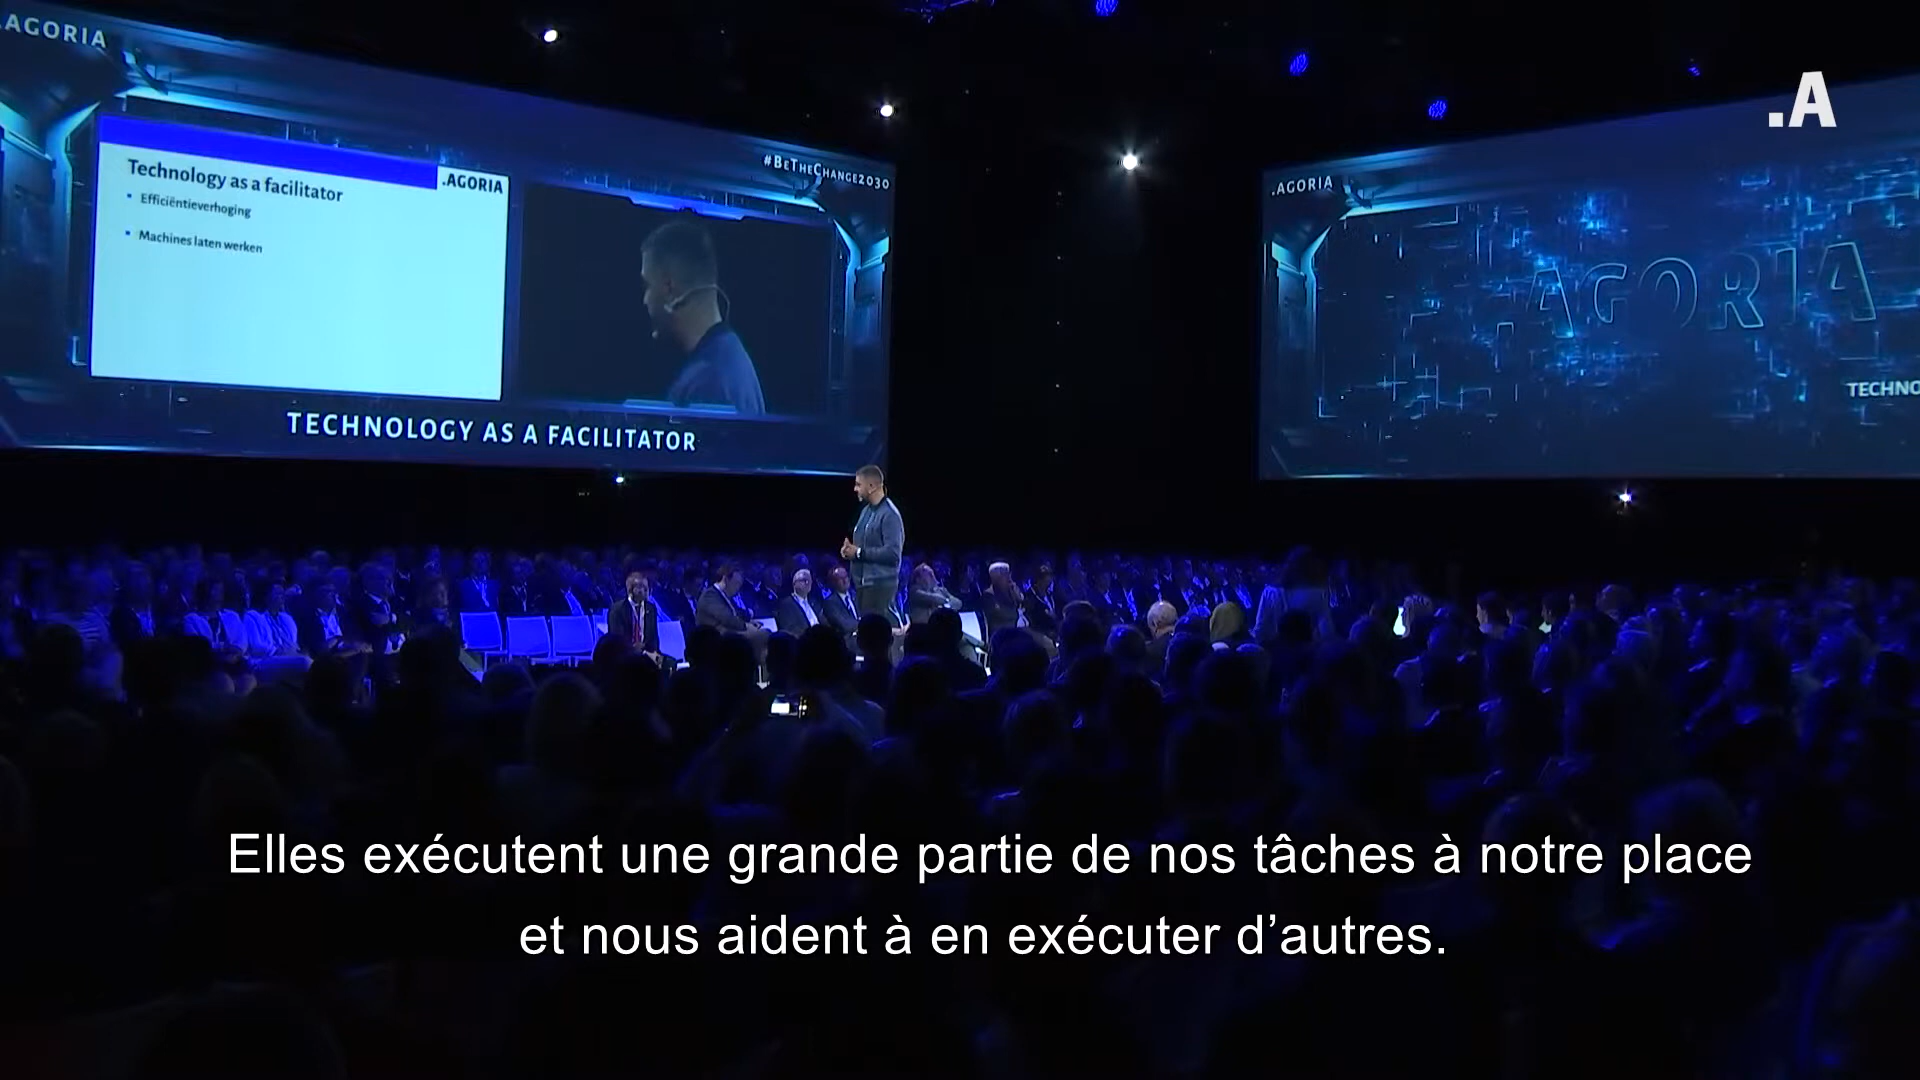 .AGORIA
#BETHECHANGE2030
Technology as a facilitator
.AGORIA
Efficiëntieverhoging
Machines laten werken
TECHNOLOGY AS A FACILITATOR
.A
.AGORIA
.AGORIA
TECHNO
Elles exécutent une grande partie de nos tâches à notre place
et nous aident à en exécuter d’autres.